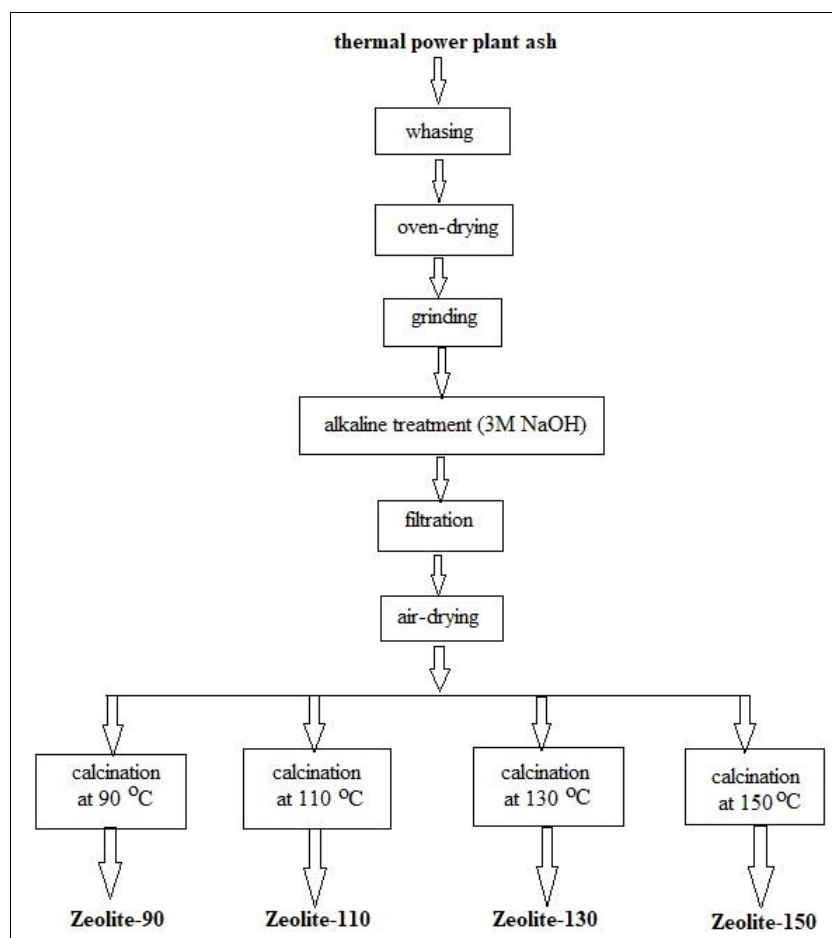 thermal power plant ash
whasing
oven-drying
grinding
alkaline treatment (3M NaOH)
filtration
air-drying
calcination
at 90 °C
calcination
at 110 °C
calcination
at 130 °C
calcination
at 150 °C
Zeolite-90
Zeolite-110
Zeolite-130
Zeolite-150